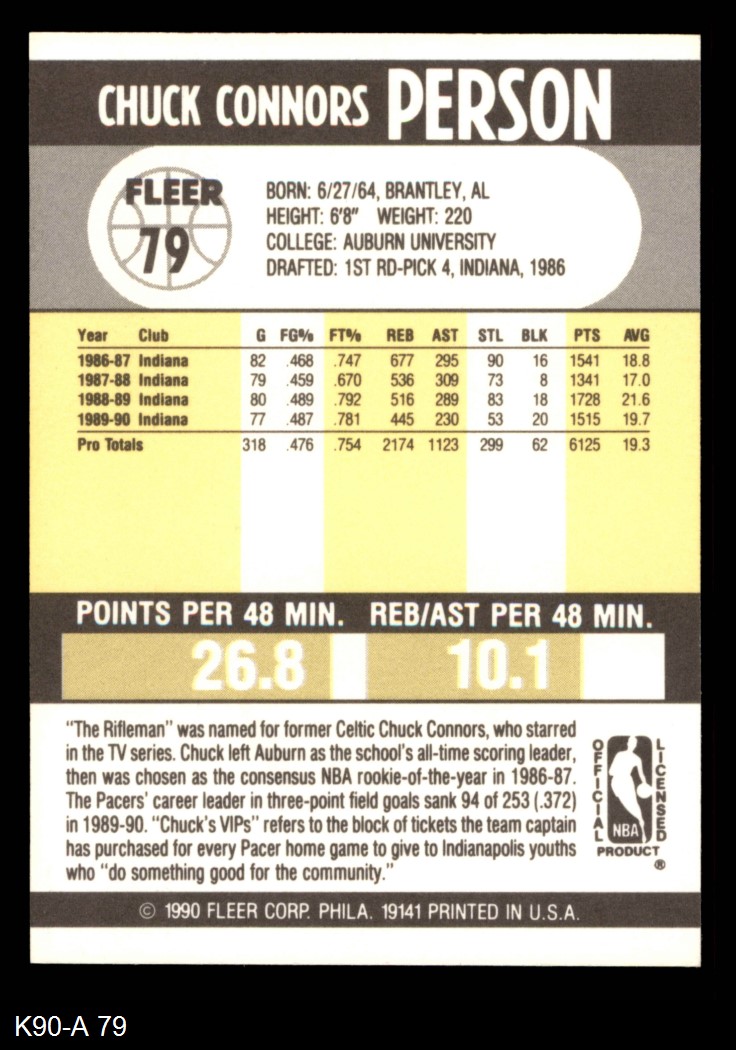 CHUCK CONNORS PERSON
FLEER
79
BORN: 6/27/64, BRANTLEY, AL
HEIGHT: 6'8" WEIGHT: 220
COLLEGE: AUBURN UNIVERSITY
DRAFTED: 1ST RD-PICK 4, INDIANA, 1986
Year Club G FG% FT% REB AST STL BLK PTS AVG
1986-87 Indiana 82 .468 .747 677 295 90 16 1541 18.8
1987-88 Indiana 79 .459 .670 536 309 73 8 1341 17.0
1988-89 Indiana 80 .489 .792 516 289 83 18 1728 21.6
1989-90 Indiana 77 .487 .781 445 230 53 20 1515 19.7
Pro Totals 318 .476 .754 2174 1123 299 62 6125 19.3
POINTS PER 48 MIN. REB/AST PER 48 MIN.
26.8 10.1
"The Rifleman" was named for former Celtic Chuck Connors, who starred
in the TV series. Chuck left Auburn as the school's all-time scoring leader,
then was chosen as the consensus NBA rookie-of-the-year in 1986-87.
The Pacers' career leader in three-point field goals sank 94 of 253 (.372)
in 1989-90. "Chuck's VIPs" refers to the block of tickets the team captain
has purchased for every Pacer home game to give to Indianapolis youths
who "do something good for the community."
OFFICIAL
LICENSED
NBA
PRODUCT
®
© 1990 FLEER CORP. PHILA. 19141 PRINTED IN U.S.A.
K90-A 79